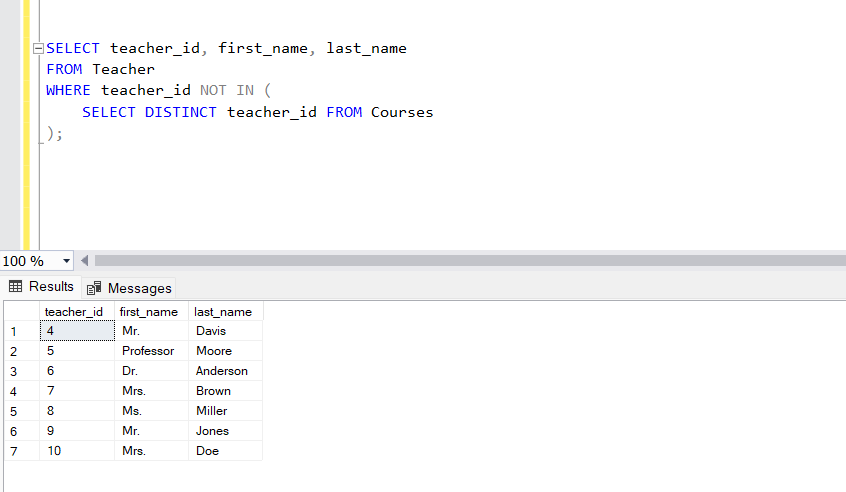 SELECT teacher_id, first_name, last_name
FROM Teacher
WHERE teacher_id NOT IN (
SELECT DISTINCT teacher_id FROM Courses
);
100 %
Results Messages
teacher_id first_name last_name
1 4 Mr. Davis
2 5 Professor Moore
3 6 Dr. Anderson
4 7 Mrs. Brown
5 8 Ms. Miller
6 9 Mr. Jones
7 10 Mrs. Doe